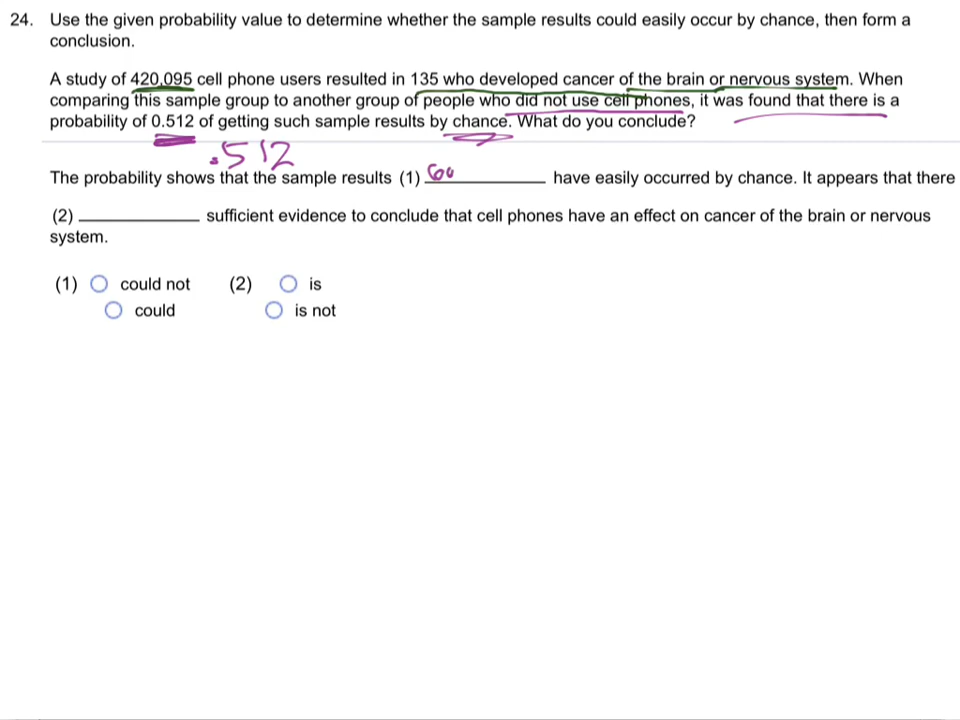 24. Use the given probability value to determine whether the sample results could easily occur by chance, then form a
conclusion.
A study of 420,095 cell phone users resulted in 135 who developed cancer of the brain or nervous system. When
comparing this sample group to another group of people who did not use cell phones, it was found that there is a
probability of 0.512 of getting such sample results by chance. What do you conclude?
.512
The probability shows that the sample results (1) __________ have easily occurred by chance. It appears that there
(2) __________ sufficient evidence to conclude that cell phones have an effect on cancer of the brain or nervous
system.
(1) could not (2) is
could is not